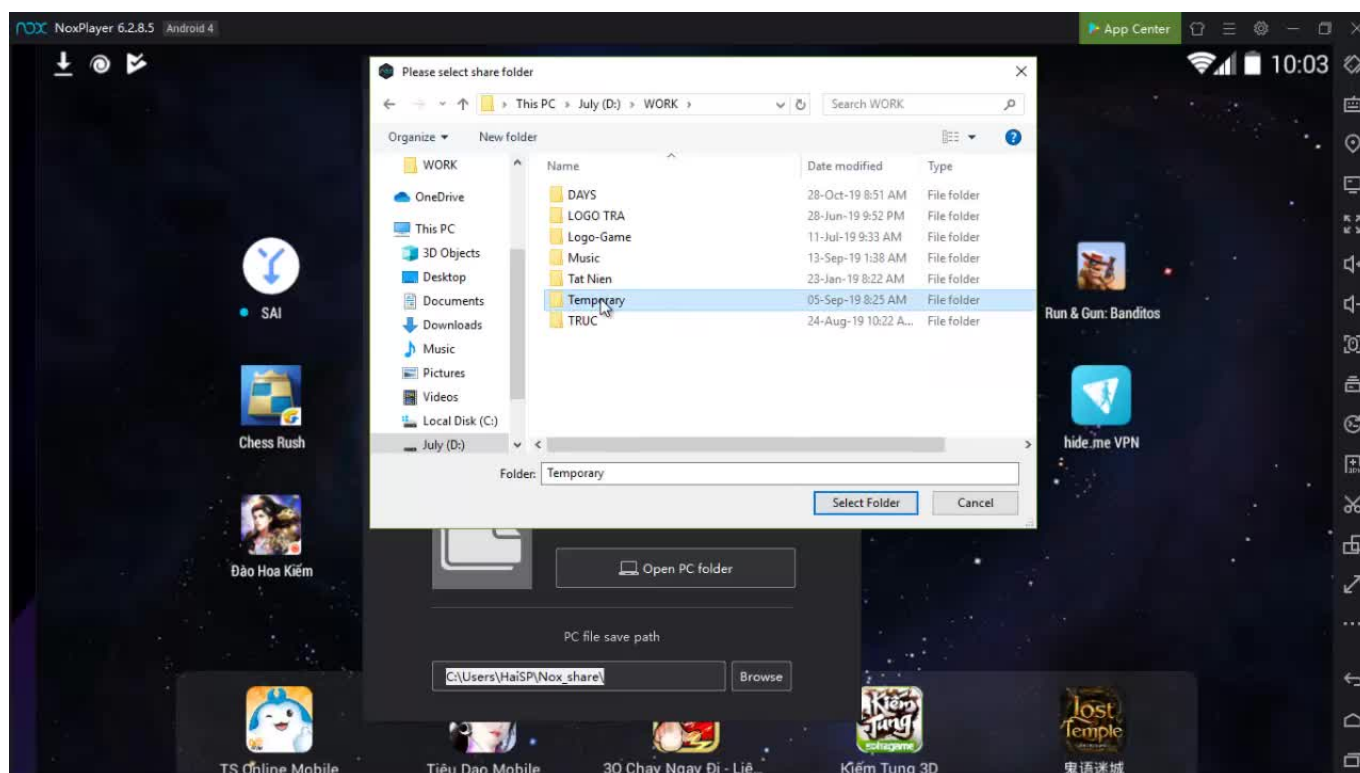 nox NoxPlayer 6.2.8.5 Android 4
App Center
10:03
Please select share folder
This PC › July (D:) › WORK ›
Search WORK
Organize
New folder
Name Date modified Type
WORK
OneDrive
This PC
3D Objects
Desktop
Documents
Downloads
Music
Pictures
Videos
Local Disk (C:)
July (D:)
DAYS 28-Oct-19 8:51 AM File folder
LOGO TRA 28-Jun-19 9:52 PM File folder
Logo-Game 11-Jul-19 9:33 AM File folder
Music 13-Sep-19 1:38 AM File folder
Tat Nien 23-Jan-19 8:22 AM File folder
Temporary 05-Sep-19 8:25 AM File folder
TRUC 24-Aug-19 10:22 A... File folder
Folder: Temporary
Select Folder
Cancel
SAI
Run & Gun: Banditos
Chess Rush
hide.me VPN
Đào Hoa Kiếm
Open PC folder
PC file save path
C:\Users\HaiSP\Nox_share\
Browse
Kiếm
Tung
sohagame
lost
Temple
TS Online Mobile
Tiêu Dao Mobile
3Q Chạy Ngay Đi - Liê...
Kiếm Tung 3D
鬼语迷城